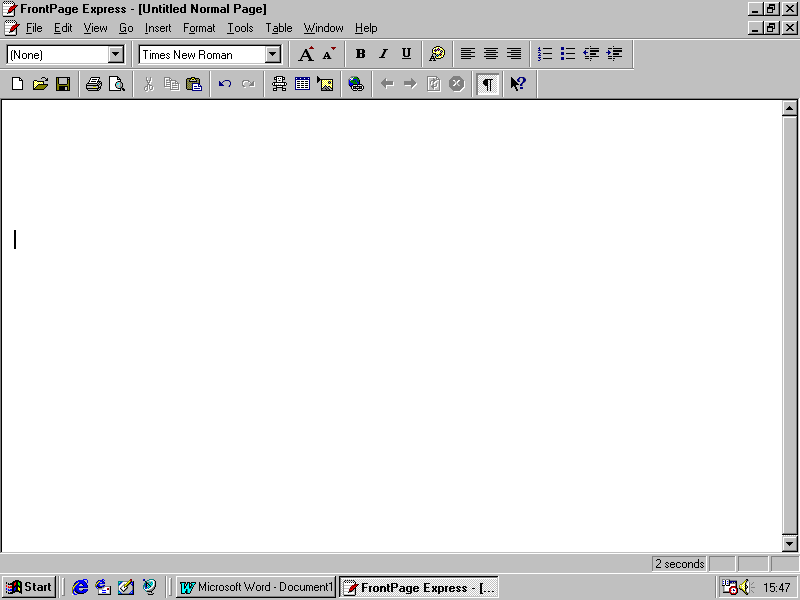 FrontPage Express - [Untitled Normal Page]
File Edit View Go Insert Format Tools Table Window Help
(None) Times New Roman A A B I U
2 seconds
Start Microsoft Word - Document1 FrontPage Express - [... 15:47